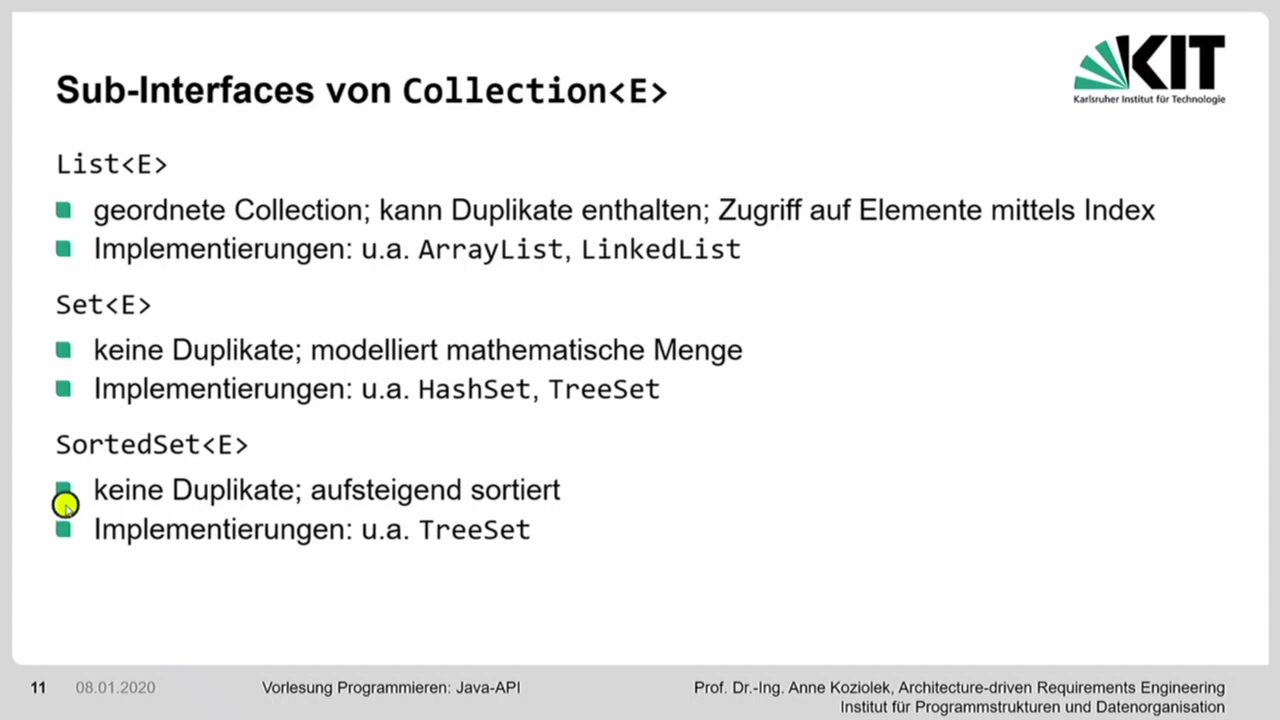 KIT
Karlsruher Institut für Technologie
Sub-Interfaces von Collection<E>
List<E>
geordnete Collection; kann Duplikate enthalten; Zugriff auf Elemente mittels Index
Implementierungen: u.a. ArrayList, LinkedList
Set<E>
keine Duplikate; modelliert mathematische Menge
Implementierungen: u.a. HashSet, TreeSet
SortedSet<E>
keine Duplikate; aufsteigend sortiert
Implementierungen: u.a. TreeSet
11 08.01.2020 Vorlesung Programmieren: Java-API Prof. Dr.-Ing. Anne Koziolek, Architecture-driven Requirements Engineering
Institut für Programmstrukturen und Datenorganisation